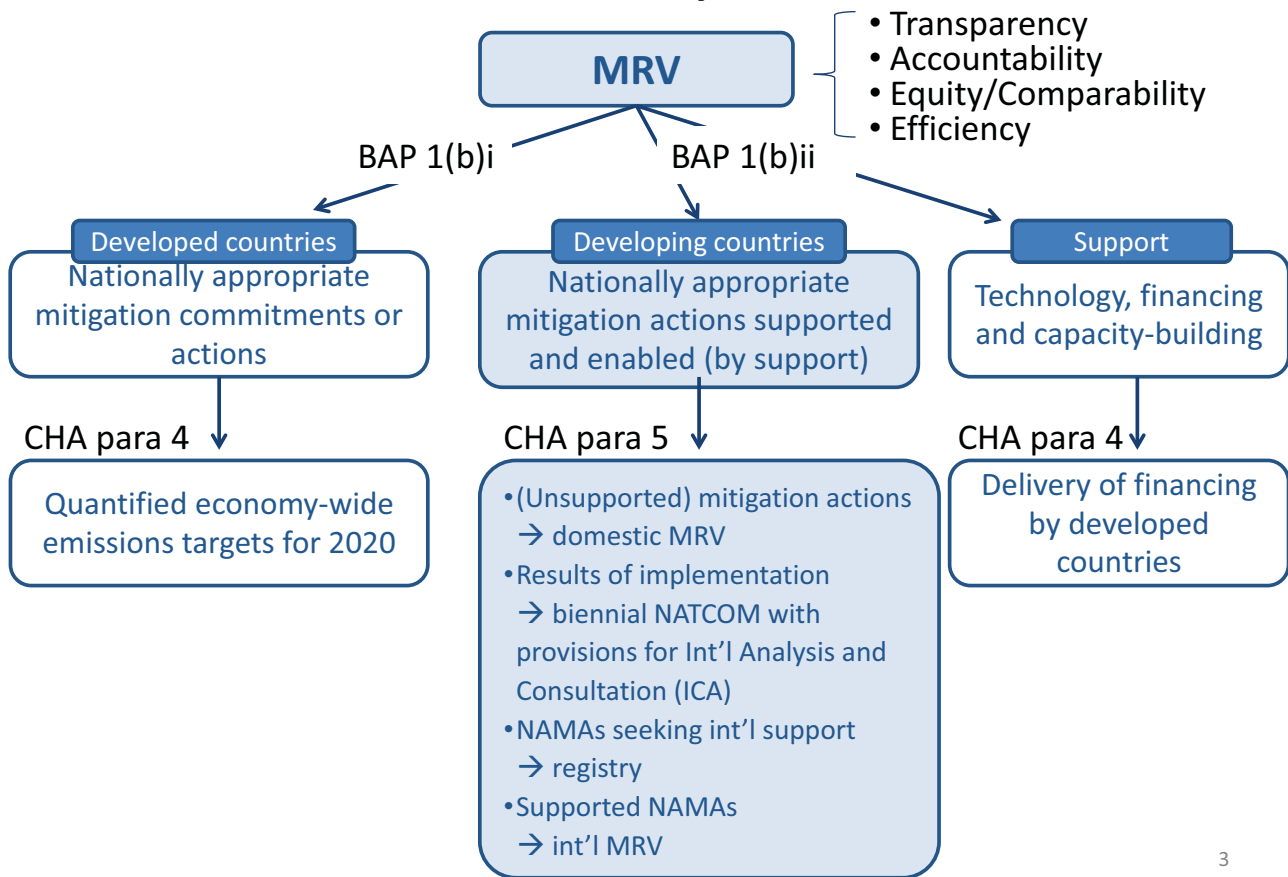 MRV
• Transparency
• Accountability
• Equity/Comparability
• Efficiency
BAP 1(b)i
BAP 1(b)ii
Developed countries
Nationally appropriate
mitigation commitments or
actions
Developing countries
Nationally appropriate
mitigation actions supported
and enabled (by support)
Support
Technology, financing
and capacity-building
CHA para 4
Quantified economy-wide
emissions targets for 2020
CHA para 5
•(Unsupported) mitigation actions
→ domestic MRV
•Results of implementation
→ biennial NATCOM with
provisions for Int’l Analysis and
Consultation (ICA)
•NAMAs seeking int’l support
→ registry
•Supported NAMAs
→ int’l MRV
CHA para 4
Delivery of financing
by developed
countries
3